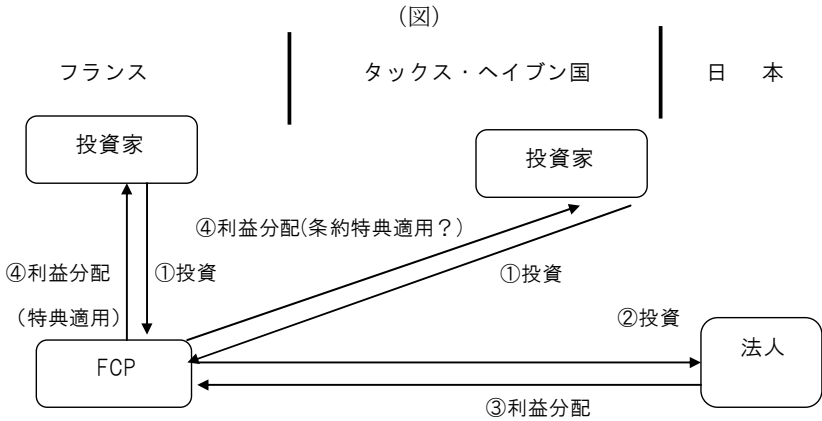 (図)
フランス
タックス・ヘイブン国
日 本
投資家
投資家
④利益分配(条約特典適用?)
④利益分配
①投資
①投資
(特典適用)
②投資
FCP
法人
③利益分配